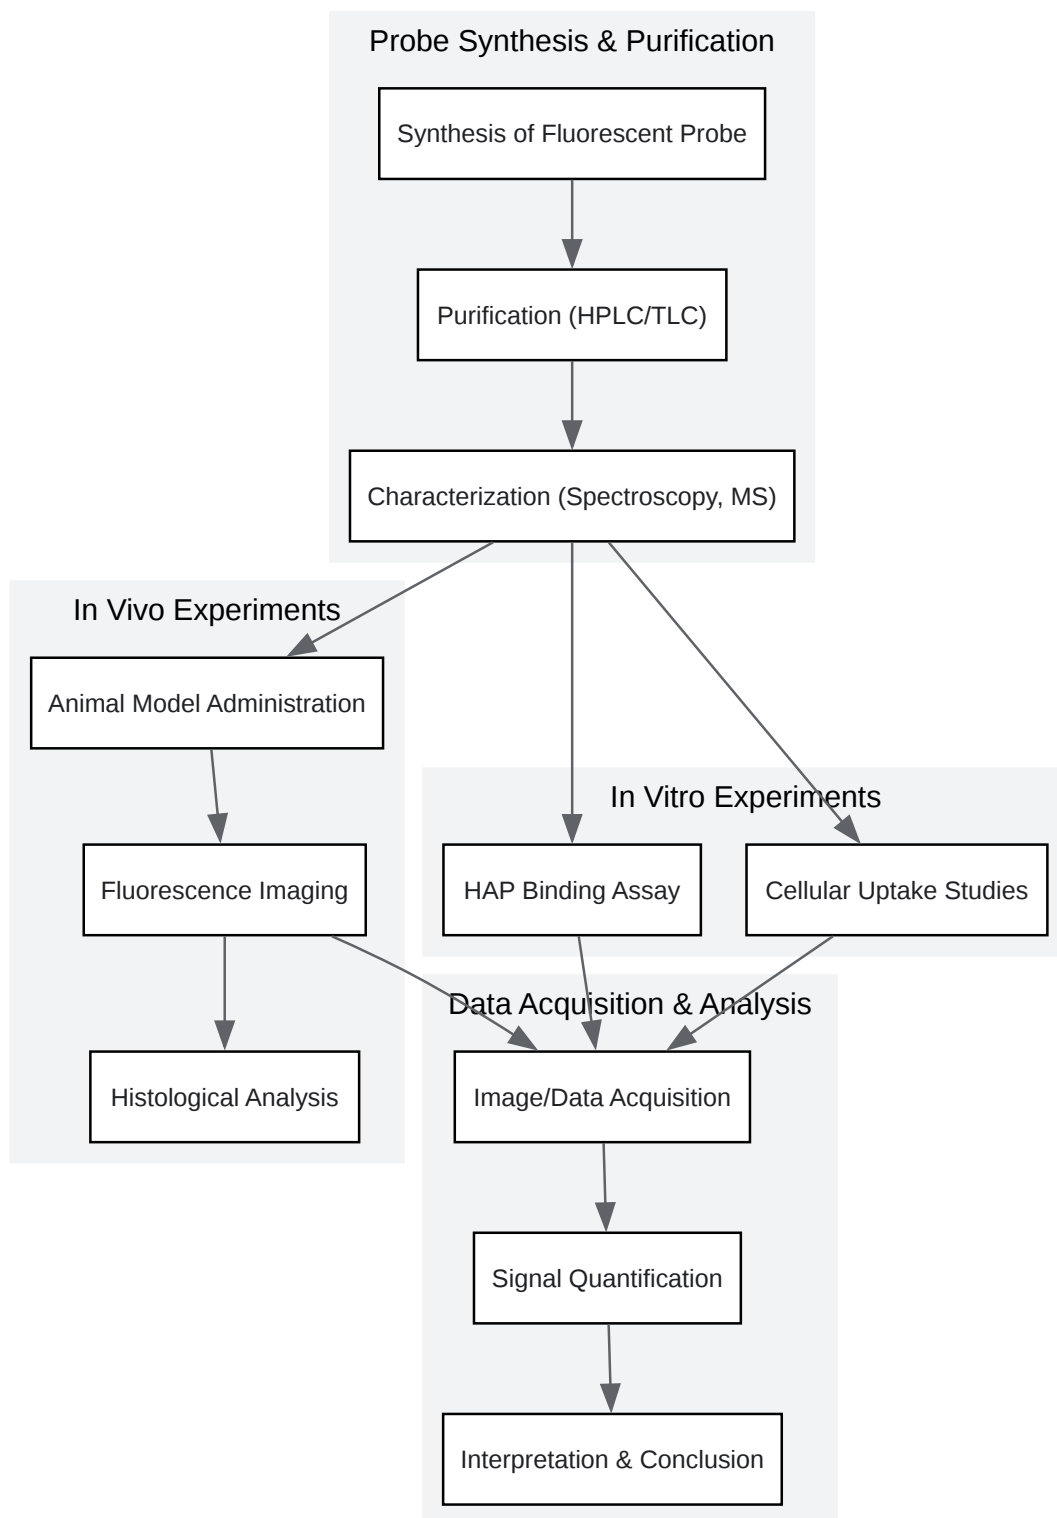 Probe Synthesis & Purification
Synthesis of Fluorescent Probe
Purification (HPLC/TLC)
Characterization (Spectroscopy, MS)
In Vivo Experiments
Animal Model Administration
Fluorescence Imaging
Histological Analysis
In Vitro Experiments
HAP Binding Assay
Cellular Uptake Studies
Data Acquisition & Analysis
Image/Data Acquisition
Signal Quantification
Interpretation & Conclusion